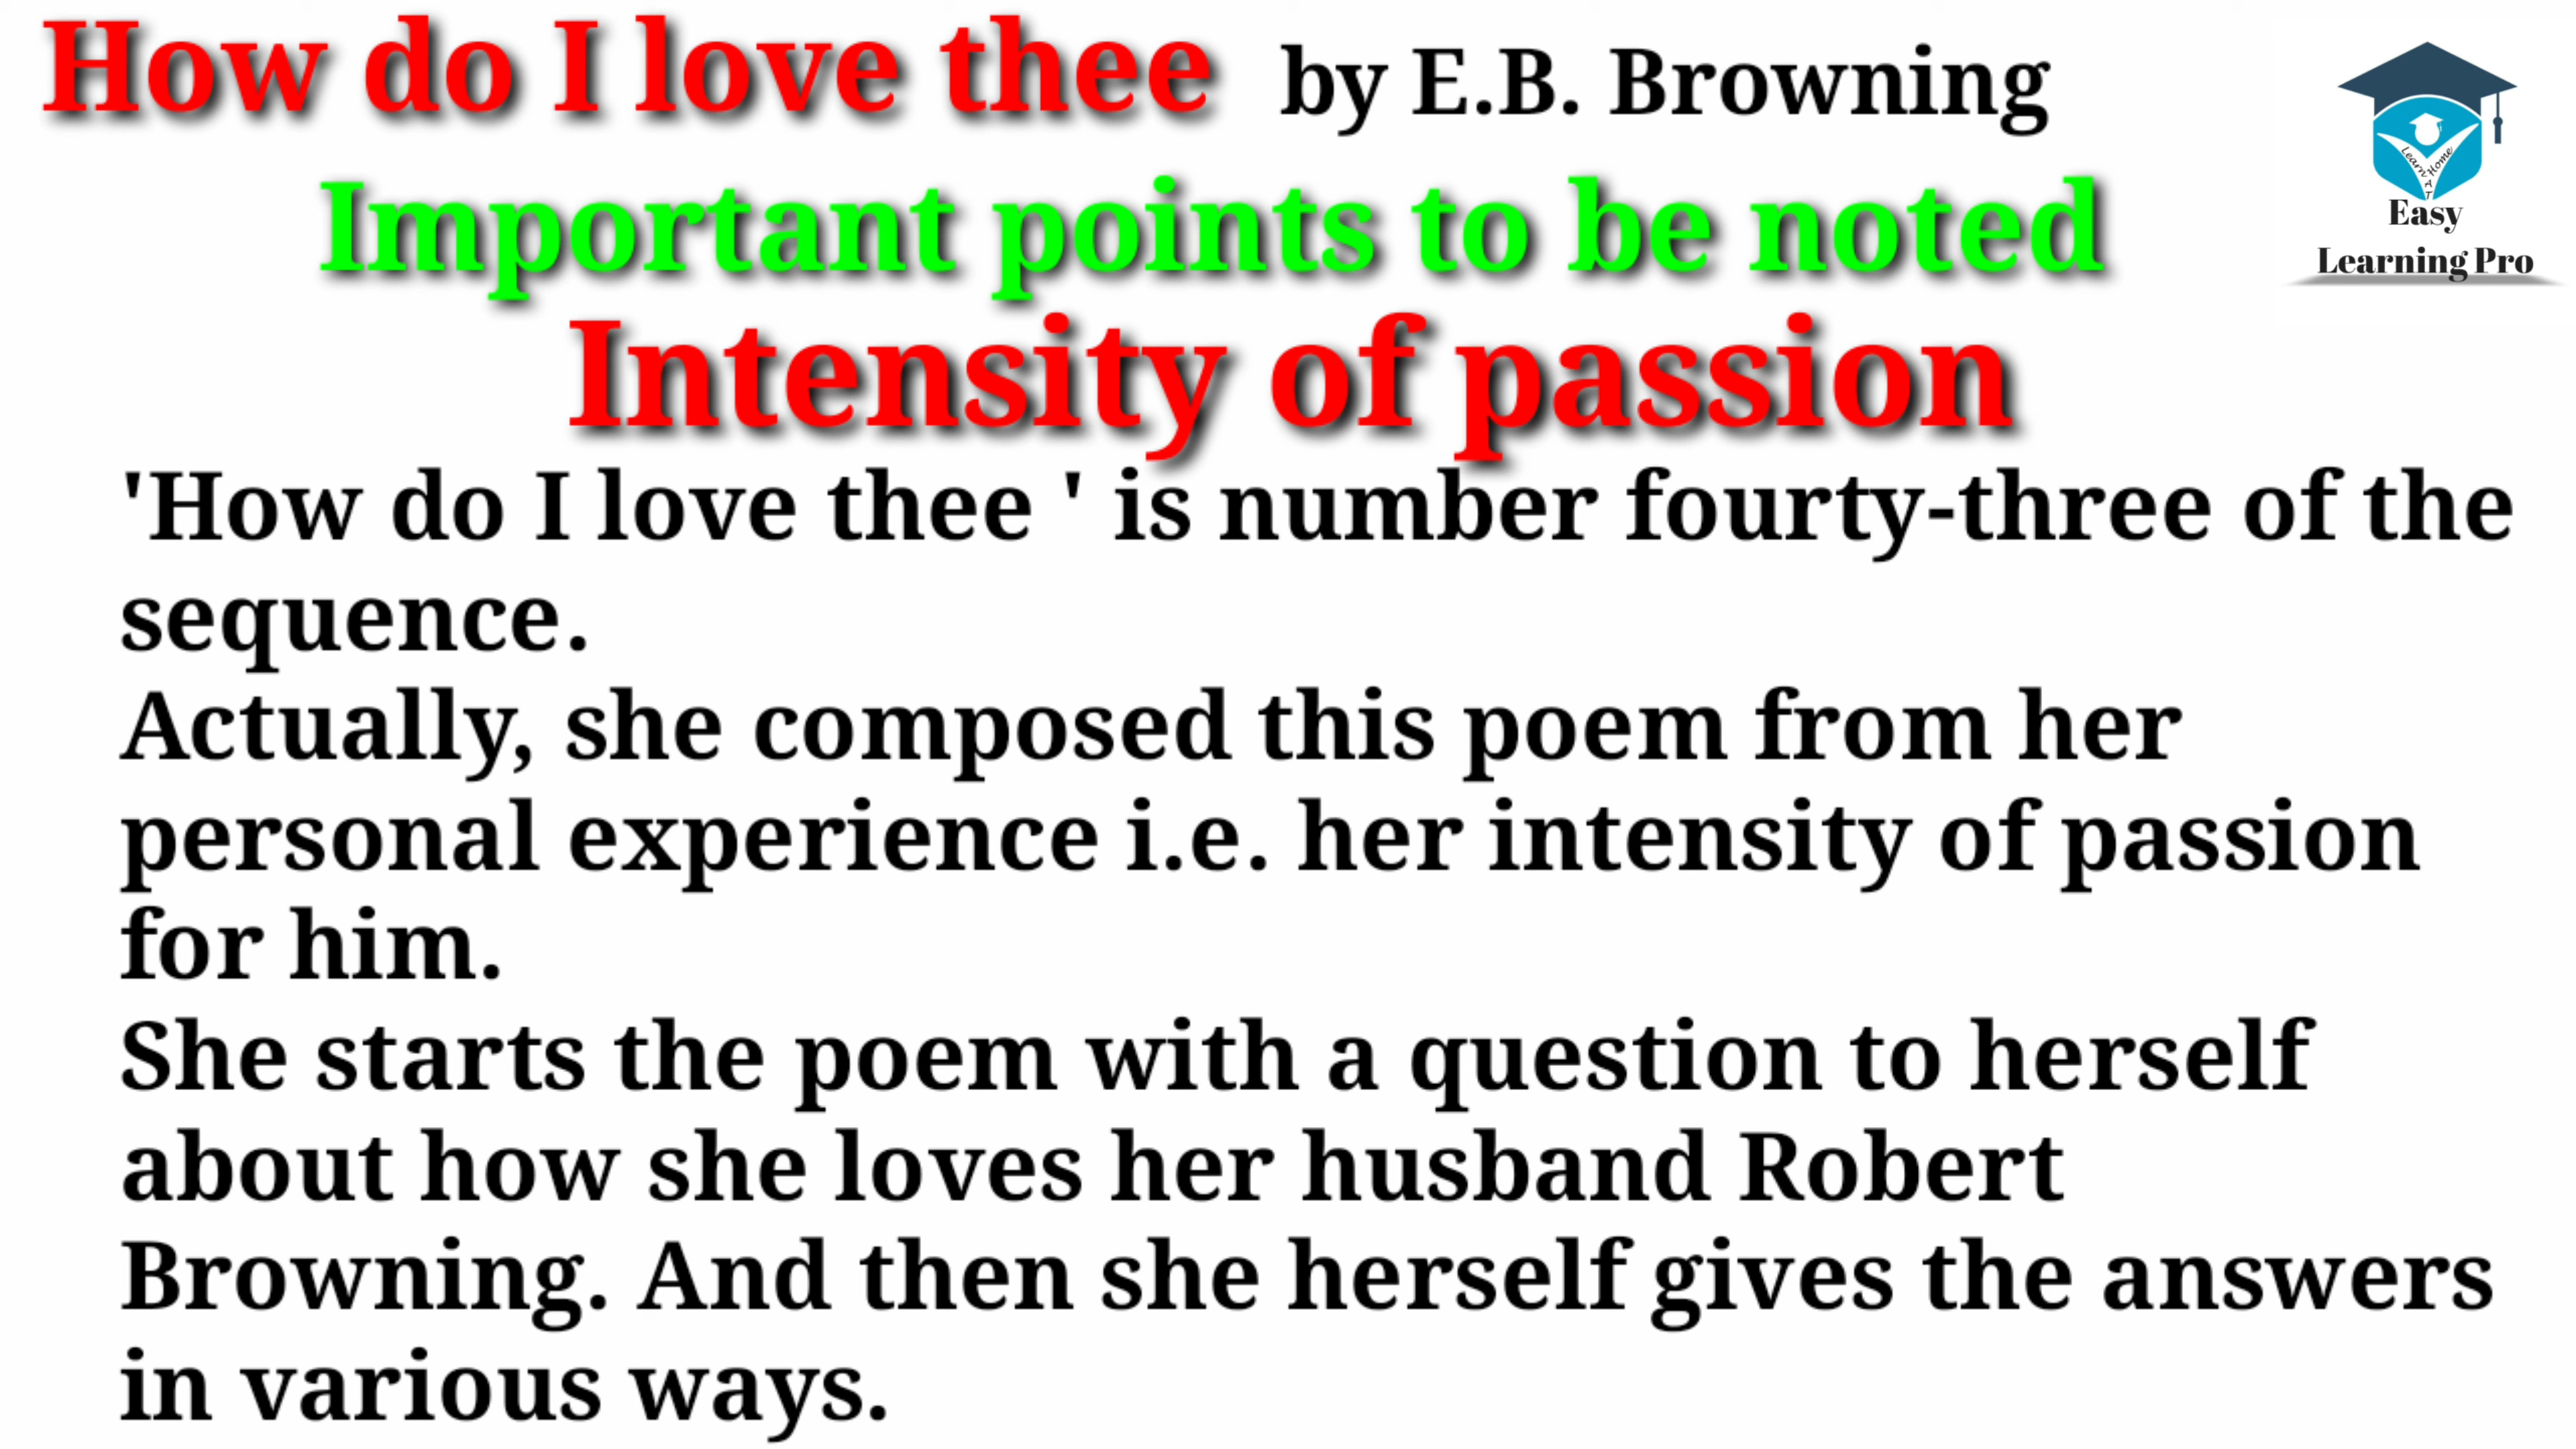 How do I love thee by E.B. Browning
Important points to be noted
Intensity of passion
'How do I love thee ' is number fourty-three of the
sequence.
Actually, she composed this poem from her
personal experience i.e. her intensity of passion
for him.
She starts the poem with a question to herself
about how she loves her husband Robert
Browning. And then she herself gives the answers
in various ways.
Learn AT Home
Easy
Learning Pro